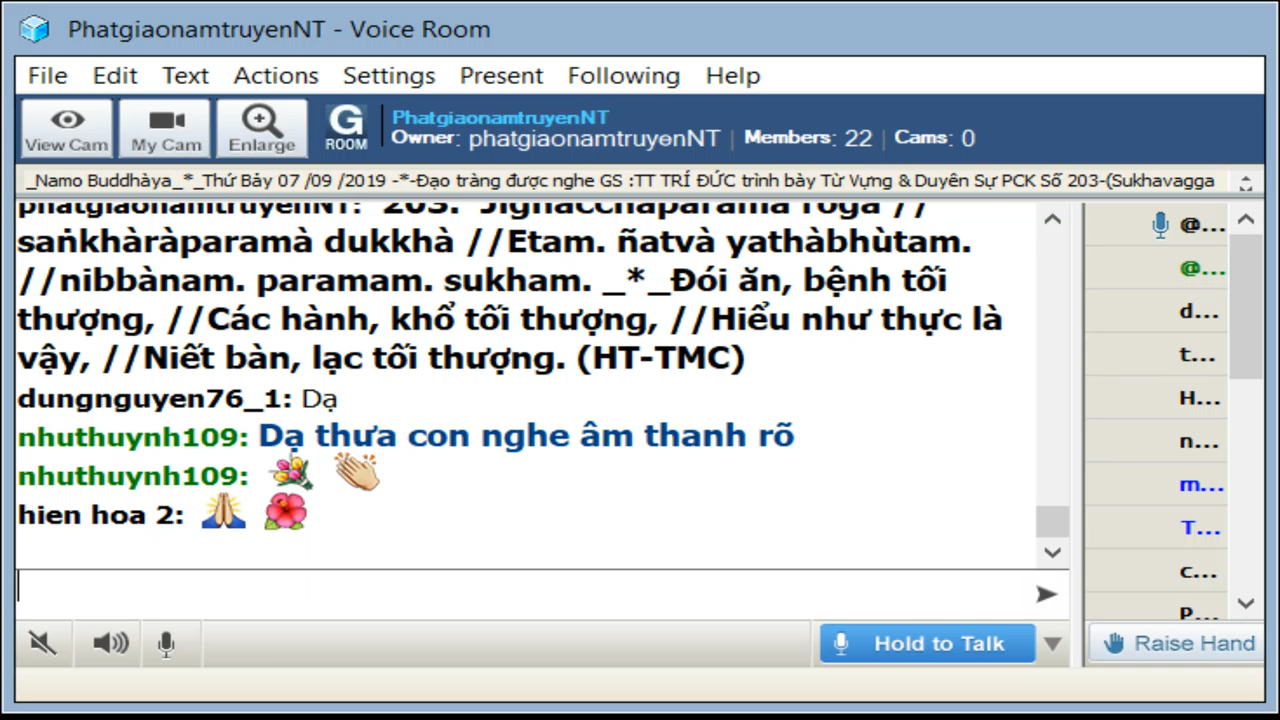 PhatgiaonamtruyenNT - Voice Room
File Edit Text Actions Settings Present Following Help
View Cam My Cam Enlarge G ROOM
PhatgiaonamtruyenNT
Owner: phatgiaonamtruyenNT | Members: 22 | Cams: 0
_Namo Buddhàya_*_Thứ Bảy 07 /09 /2019 -*-Đạo tràng được nghe GS :TT TRÍ ĐỨC trình bày Từ Vựng & Duyên Sự PCK Số 203-(Sukhavagga
phatgiaonamtruyenNT: 203. Jighacchàparamà rogà //
saṅkhàràparamà dukkhà //Etam. ñatvà yathàbhùtam.
//nibbànam. paramam. sukham. _*_Đói ăn, bệnh tối
thượng, //Các hành, khổ tối thượng, //Hiểu như thực là
vậy, //Niết bàn, lạc tối thượng. (HT-TMC)
dungnguyen76_1: Dạ
nhuthuynh109: Dạ thưa con nghe âm thanh rõ
nhuthuynh109:
hien hoa 2:
@...
@...
d...
t...
H...
n...
m...
T...
c...
P...
Hold to Talk
Raise Hand